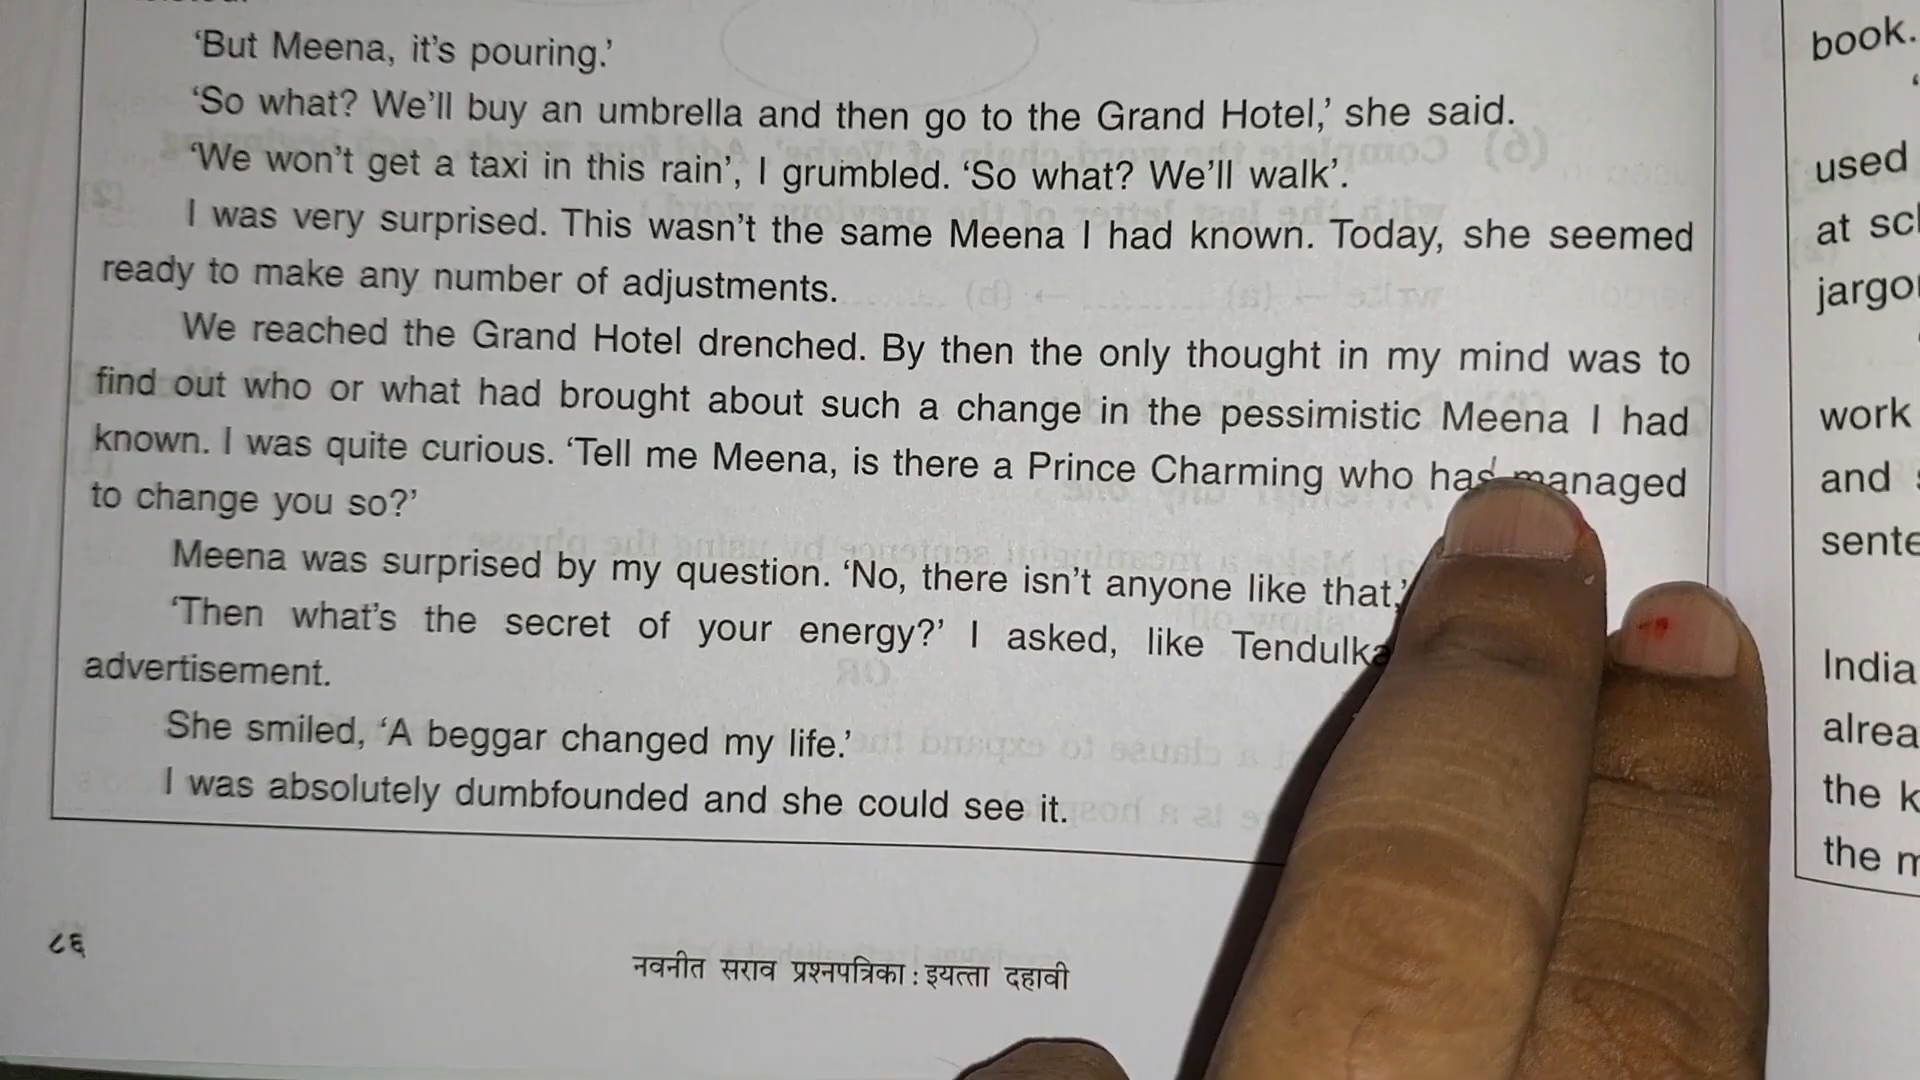 'But Meena, it's pouring.'
'So what? We'll buy an umbrella and then go to the Grand Hotel,' she said.
'We won't get a taxi in this rain', I grumbled. 'So what? We'll walk'.
I was very surprised. This wasn't the same Meena I had known. Today, she seemed
ready to make any number of adjustments.
We reached the Grand Hotel drenched. By then the only thought in my mind was to
find out who or what had brought about such a change in the pessimistic Meena I had
known. I was quite curious. 'Tell me Meena, is there a Prince Charming who has managed
to change you so?'
Meena was surprised by my question. 'No, there isn't anyone like that,'
'Then what's the secret of your energy?' I asked, like
advertisement.
She smiled, 'A beggar changed my life.'
I was absolutely dumbfounded and she could see it.
८६
नवनीत सराव प्रश्नपत्रिका : इयत्ता दहावी
book.
used
at
work
and
India
the
the